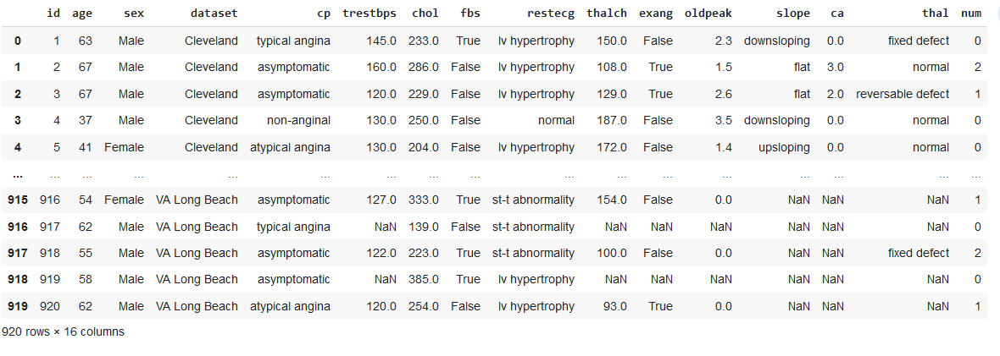 id age sex dataset cp trestbps chol fbs restecg thalch exang oldpeak slope ca thal num
0 1 63 Male Cleveland typical angina 145.0 233.0 True lv hypertrophy 150.0 False 2.3 downsloping 0.0 fixed defect 0
1 2 67 Male Cleveland asymptomatic 160.0 286.0 False lv hypertrophy 108.0 True 1.5 flat 3.0 normal 2
2 3 67 Male Cleveland asymptomatic 120.0 229.0 False lv hypertrophy 129.0 True 2.6 flat 2.0 reversable defect 1
3 4 37 Male Cleveland non-anginal 130.0 250.0 False normal 187.0 False 3.5 downsloping 0.0 normal 0
4 5 41 Female Cleveland atypical angina 130.0 204.0 False lv hypertrophy 172.0 False 1.4 upsloping 0.0 normal 0
... ... ... ... ... ... ... ... ... ... ... ... ... ... ... ... ...
915 916 54 Female VA Long Beach asymptomatic 127.0 333.0 True st-t abnormality 154.0 False 0.0 NaN NaN NaN 1
916 917 62 Male VA Long Beach typical angina NaN 139.0 False st-t abnormality NaN NaN NaN NaN NaN NaN 0
917 918 55 Male VA Long Beach asymptomatic 122.0 223.0 True st-t abnormality 100.0 False 0.0 NaN NaN fixed defect 2
918 919 58 Male VA Long Beach asymptomatic NaN 385.0 True lv hypertrophy NaN NaN NaN NaN NaN NaN 0
919 920 62 Male VA Long Beach atypical angina 120.0 254.0 False lv hypertrophy 93.0 True 0.0 NaN NaN NaN 1
920 rows × 16 columns